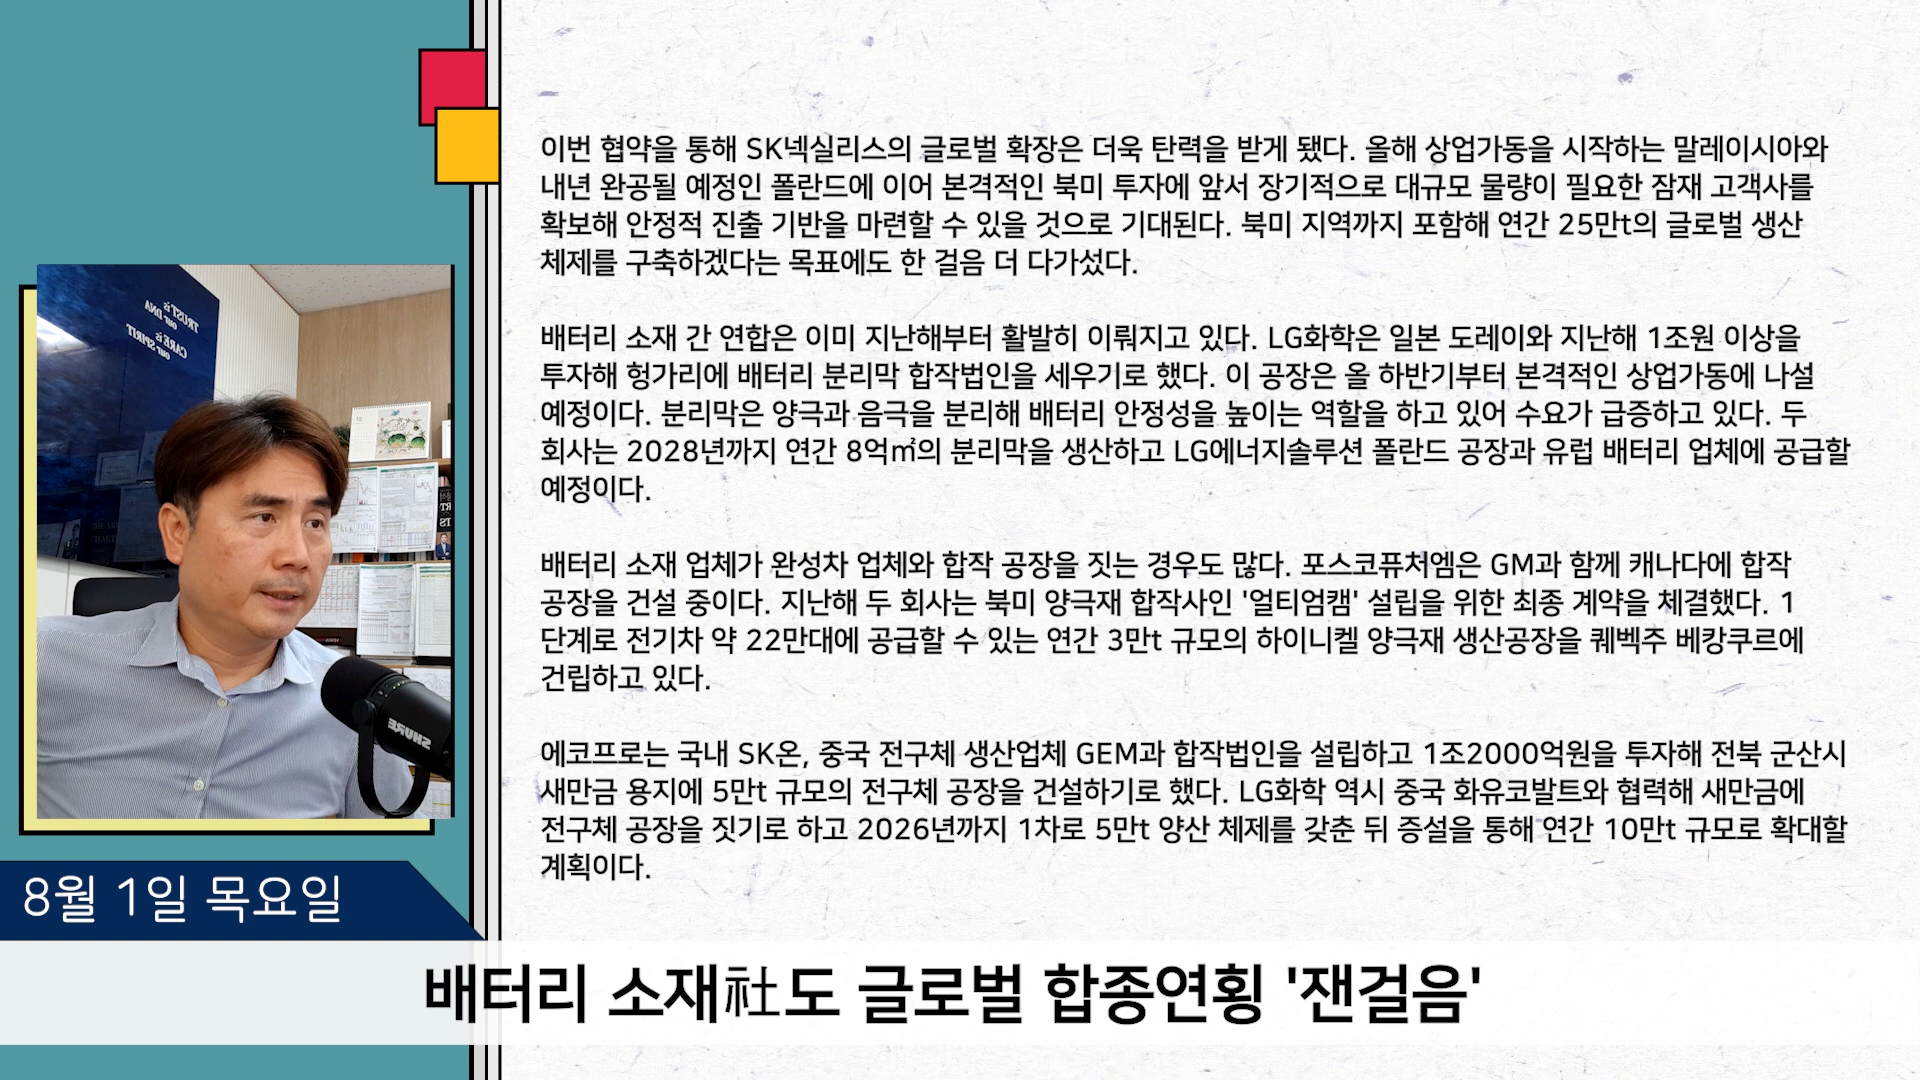 이번 협약을 통해 SK넥실리스의 글로벌 확장은 더욱 탄력을 받게 됐다. 올해 상업가동을 시작하는 말레이시아와
내년 완공될 예정인 폴란드에 이어 본격적인 북미 투자에 앞서 장기적으로 대규모 물량이 필요한 잠재 고객사를
확보해 안정적 진출 기반을 마련할 수 있을 것으로 기대된다. 북미 지역까지 포함해 연간 25만t의 글로벌 생산
체제를 구축하겠다는 목표에도 한 걸음 더 다가섰다.
배터리 소재 간 연합은 이미 지난해부터 활발히 이뤄지고 있다. LG화학은 일본 도레이와 지난해 1조원 이상을
투자해 헝가리에 배터리 분리막 합작법인을 세우기로 했다. 이 공장은 올 하반기부터 본격적인 상업가동에 나설
예정이다. 분리막은 양극과 음극을 분리해 배터리 안정성을 높이는 역할을 하고 있어 수요가 급증하고 있다. 두
회사는 2028년까지 연간 8억㎡의 분리막을 생산하고 LG에너지솔루션 폴란드 공장과 유럽 배터리 업체에 공급할
예정이다.
배터리 소재 업체가 완성차 업체와 합작 공장을 짓는 경우도 많다. 포스코퓨처엠은 GM과 함께 캐나다에 합작
공장을 건설 중이다. 지난해 두 회사는 북미 양극재 합작사인 '얼티엄캠' 설립을 위한 최종 계약을 체결했다. 1
단계로 전기차 약 22만대에 공급할 수 있는 연간 3만t 규모의 하이니켈 양극재 생산공장을 퀘벡주 베캉쿠르에
건립하고 있다.
에코프로는 국내 SK온, 중국 전구체 생산업체 GEM과 합작법인을 설립하고 1조2000억원을 투자해 전북 군산시
새만금 용지에 5만t 규모의 전구체 공장을 건설하기로 했다. LG화학 역시 중국 화유코발트와 협력해 새만금에
전구체 공장을 짓기로 하고 2026년까지 1차로 5만t 양산 체제를 갖춘 뒤 증설을 통해 연간 10만t 규모로 확대할
계획이다.
TRUST is
our DNA
CARE is
our SPIRIT
SHURE
8월 1일 목요일
배터리 소재社도 글로벌 합종연횡 '잰걸음'